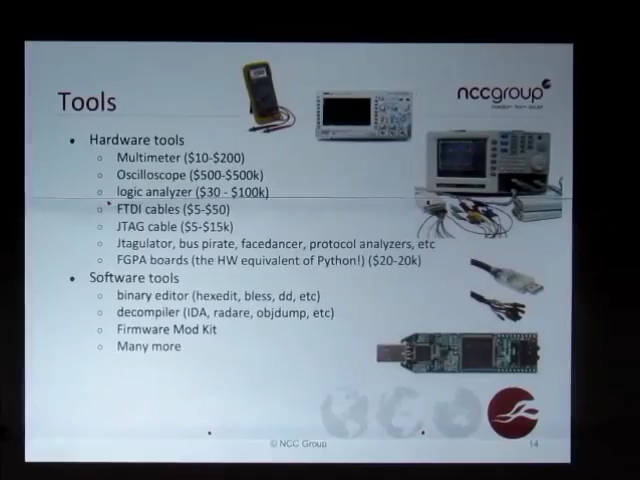 Tools
nccgroup
Hardware tools
Multimeter ($10-$200)
Oscilloscope ($500-$500k)
logic analyzer ($30 - $100k)
FTDI cables ($5-$50)
JTAG cable ($5-$15k)
Jtagulator, bus pirate, facedancer, protocol analyzers, etc
FGPA boards (the HW equivalent of Python!) ($20-20k)
Software tools
binary editor (hexedit, bless, dd, etc)
decompiler (IDA, radare, objdump, etc)
Firmware Mod Kit
Many more
© NCC Group
14